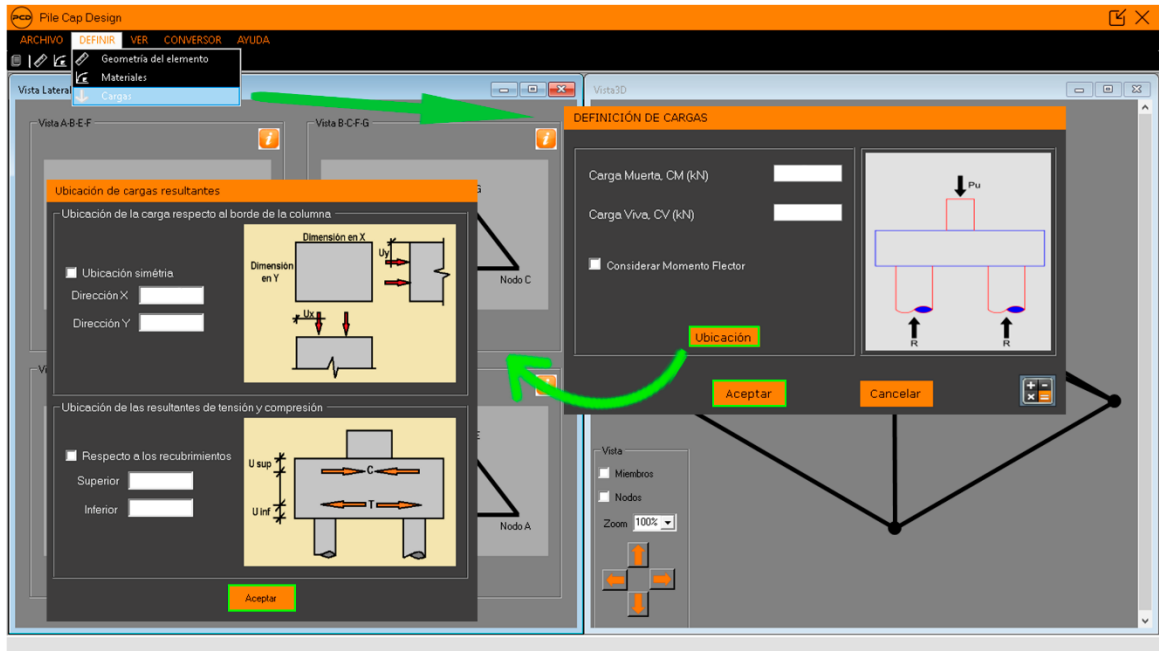 PCD Pile Cap Design
ARCHIVO DEFINIR VER CONVERSOR AYUDA
Geometría del elemento
Materiales
Cargas
Vista Lateral
Vista A-B-E-F
Vista B-C-F-G
Nodo C
Nodo A
Ubicación de cargas resultantes
Ubicación de la carga respecto al borde de la columna
Ubicación simétria
Dirección X
Dirección Y
Dimensión en X
Dimensión
en Y
Uy
Ux
Ubicación de las resultantes de tensión y compresión
Respecto a los recubrimientos
Superior
Inferior
U sup
C
T
U inf
Aceptar
Vista3D
DEFINICIÓN DE CARGAS
Carga Muerta, CM (kN)
Carga Viva, CV (kN)
Considerar Momento Flector
Ubicación
Pu
R R
Aceptar Cancelar
Vista
Miembros
Nodos
Zoom 100%